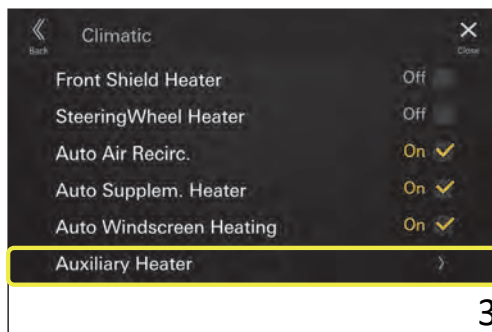 Climatic
Back
Close
Front Shield Heater Off
SteeringWheel Heater Off
Auto Air Recirc. On
Auto Supplem. Heater On
Auto Windscreen Heating On
Auxiliary Heater
3